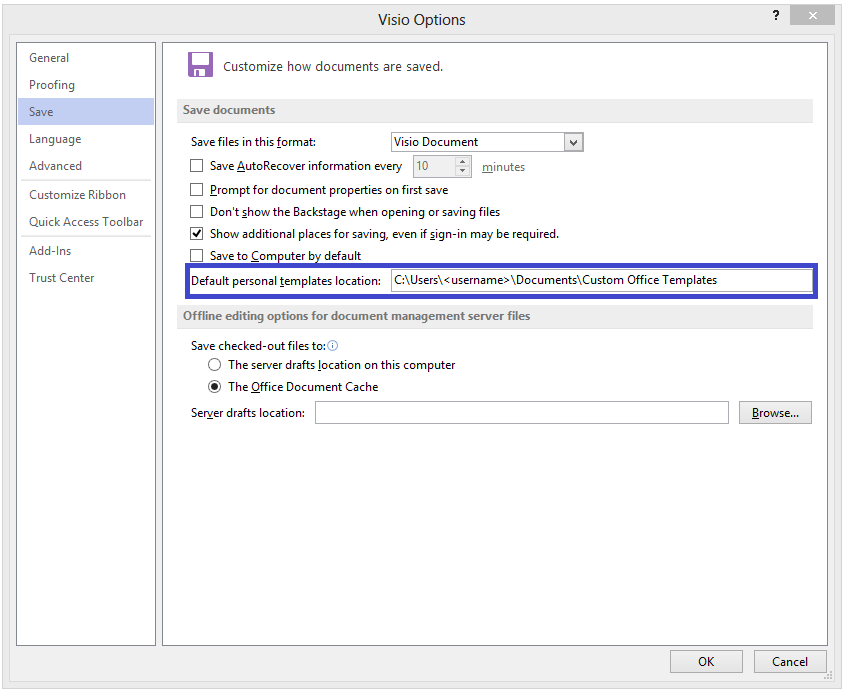 Visio Options
?
General
Proofing
Save
Language
Advanced
Customize Ribbon
Quick Access Toolbar
Add-Ins
Trust Center
Customize how documents are saved.
Save documents
Save files in this format: Visio Document
Save AutoRecover information every 10 minutes
Prompt for document properties on first save
Don't show the Backstage when opening or saving files
Show additional places for saving, even if sign-in may be required.
Save to Computer by default
Default personal templates location: C:\Users\<username>\Documents\Custom Office Templates
Offline editing options for document management server files
Save checked-out files to:
The server drafts location on this computer
The Office Document Cache
Server drafts location: Browse...
OK Cancel